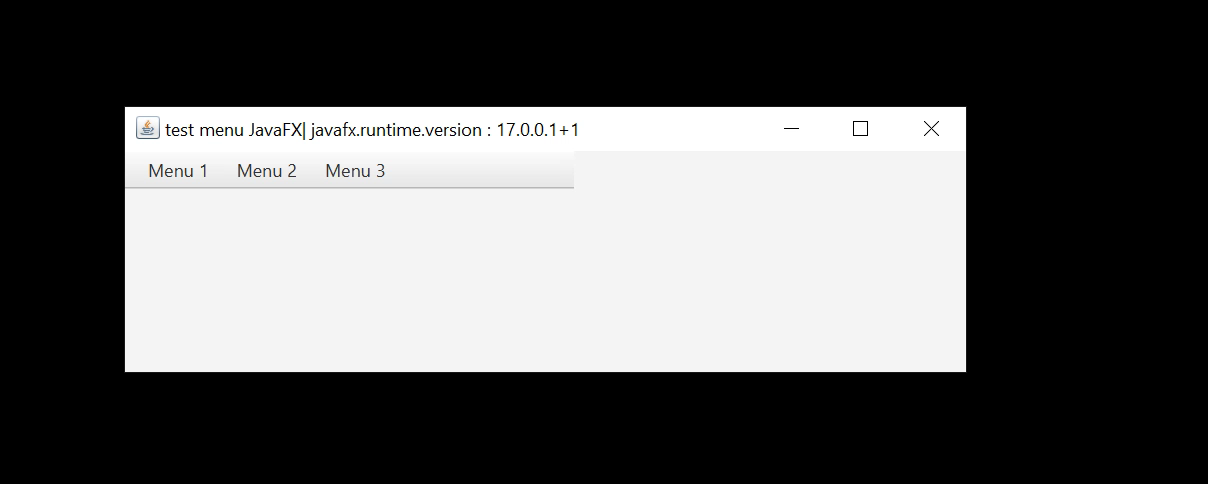 test menu JavaFX| javafx.runtime.version : 17.0.0.1+1
Menu 1 Menu 2 Menu 3